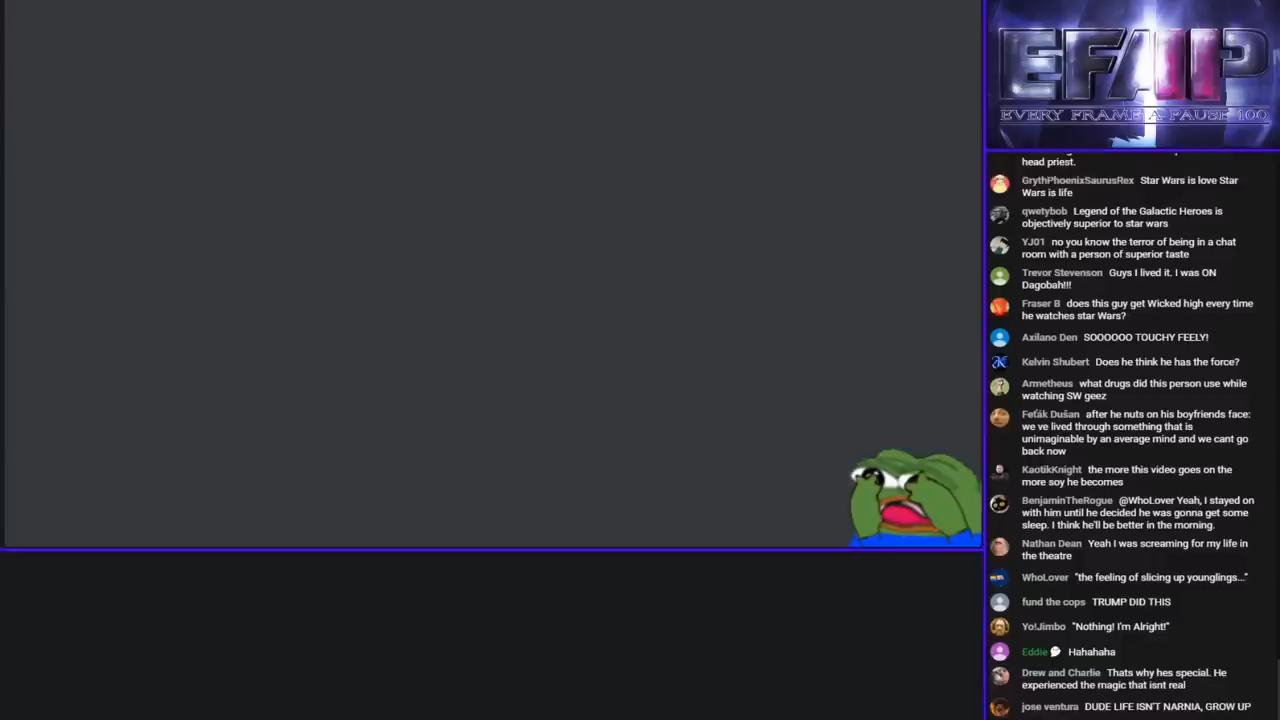 EFAP
EVERY FRAME A PAUSE 100
head priest.
GrythPhoenixSaurusRex Star Wars is love Star
Wars is life
qwetybob Legend of the Galactic Heroes is
objectively superior to star wars
YJ01 no you know the terror of being in a chat
room with a person of superior taste
Trevor Stevenson Guys I lived it. I was ON
Dagobah!!!
Fraser B does this guy get Wicked high every time
he watches star Wars?
Axilano Den SOOOOOO TOUCHY FEELY!
Kelvin Shubert Does he think he has the force?
Armetheus what drugs did this person use while
watching SW geez
Feťák Dušan after he nuts on his boyfriends face:
we ve lived through something that is
unimaginable by an average mind and we cant go
back now
KaotikKnight the more this video goes on the
more soy he becomes
BenjaminTheRogue @WhoLover Yeah, I stayed on
with him until he decided he was gonna get some
sleep. I think he'll be better in the morning.
Nathan Dean Yeah I was screaming for my life in
the theatre
WhoLover "the feeling of slicing up younglings..."
fund the cops TRUMP DID THIS
Yo!Jimbo "Nothing! I'm Alright!"
Eddie Hahahaha
Drew and Charlie Thats why hes special. He
experienced the magic that isnt real
jose ventura DUDE LIFE ISN'T NARNIA, GROW UP